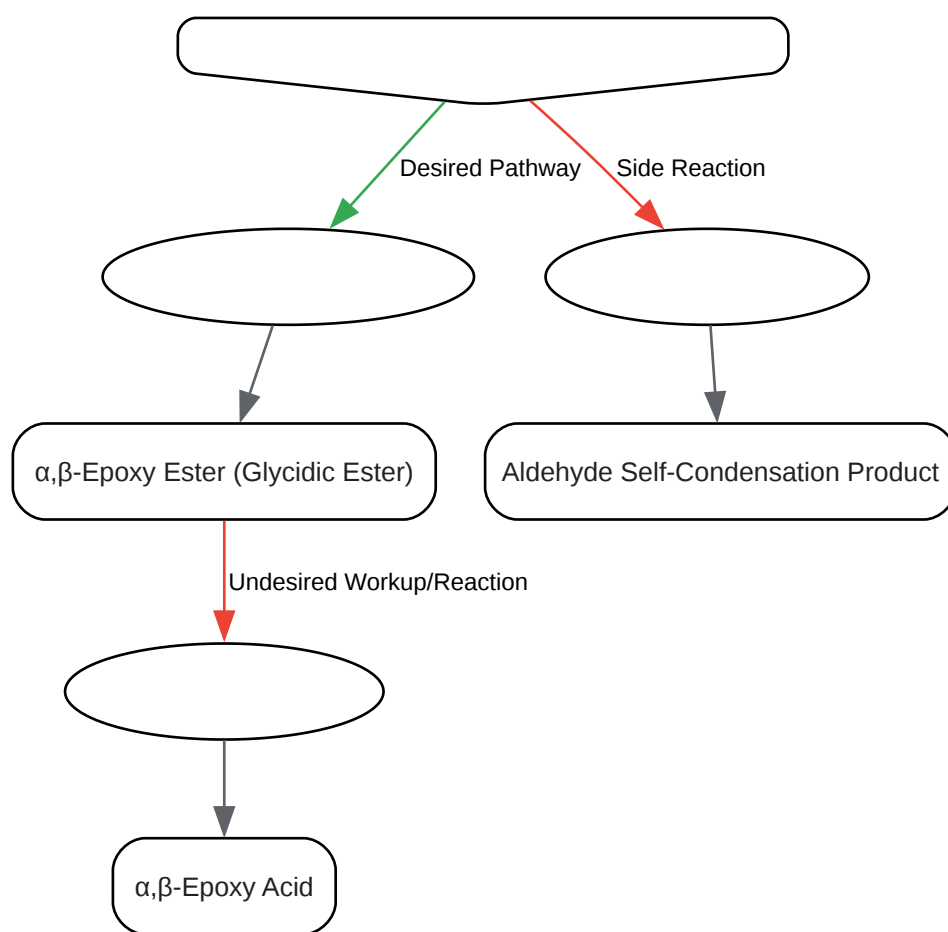 Desired Pathway
Side Reaction
α,β-Epoxy Ester (Glycidic Ester)
Aldehyde Self-Condensation Product
Undesired Workup/Reaction
α,β-Epoxy Acid